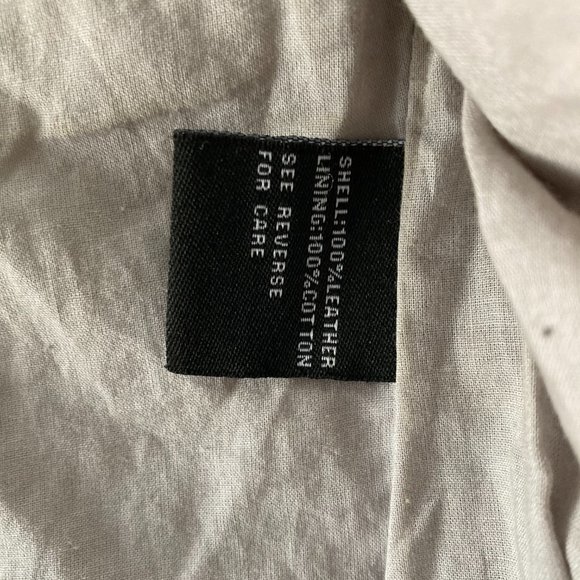 SHELL:100%LEATHER
LINING:100%COTTON
SEE REVERSE
FOR CARE